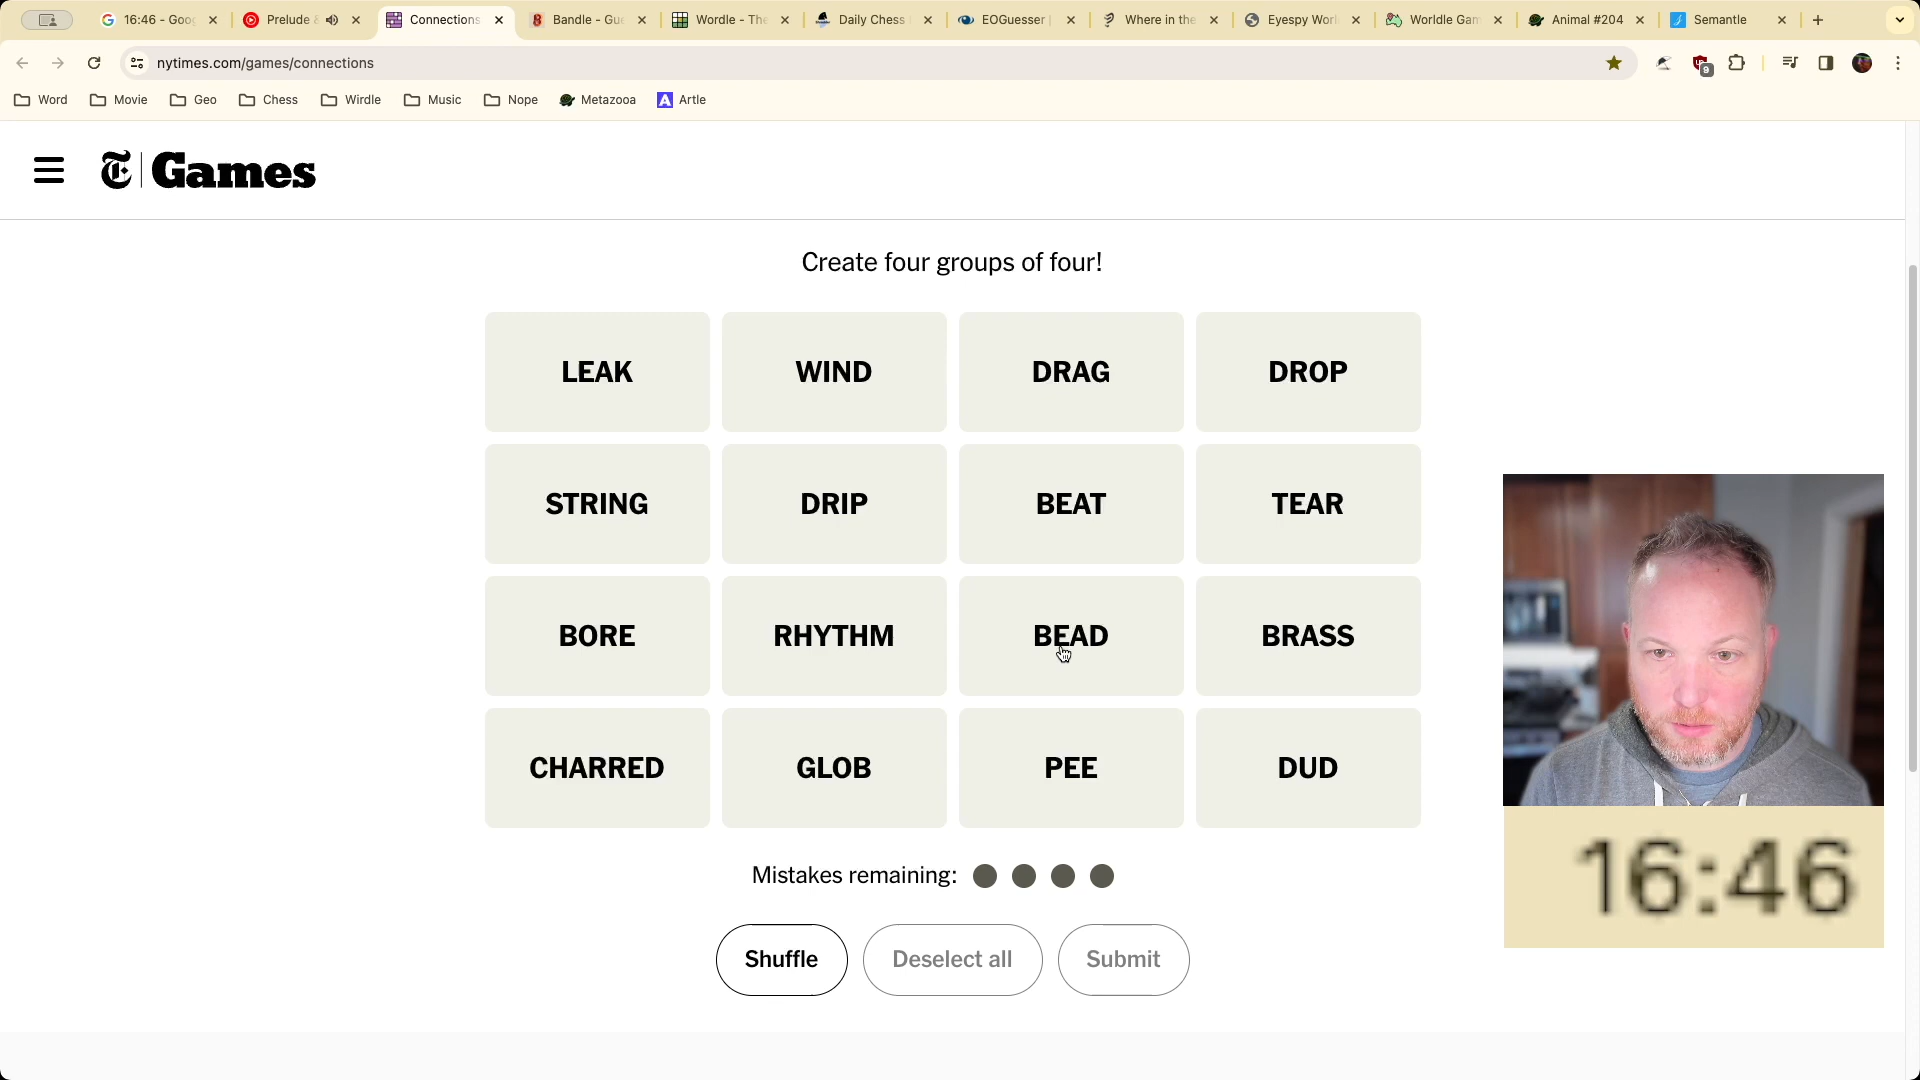 16:46 - Goo
Prelude &
Connections
Bandle - Gu
Wordle - The
Daily Chess
EOGuesser
Where in the
Eyespy Worl
Worldle Gam
Animal #204
Semantle
nytimes.com/games/connections
9
Word
Movie
Geo
Chess
Wirdle
Music
Nope
Metazooa
A Artle
T Games
Create four groups of four!
LEAK WIND DRAG DROP
STRING DRIP BEAT TEAR
BORE RHYTHM BEAD BRASS
CHARRED GLOB PEE DUD
Mistakes remaining:
Shuffle Deselect all Submit
16:46